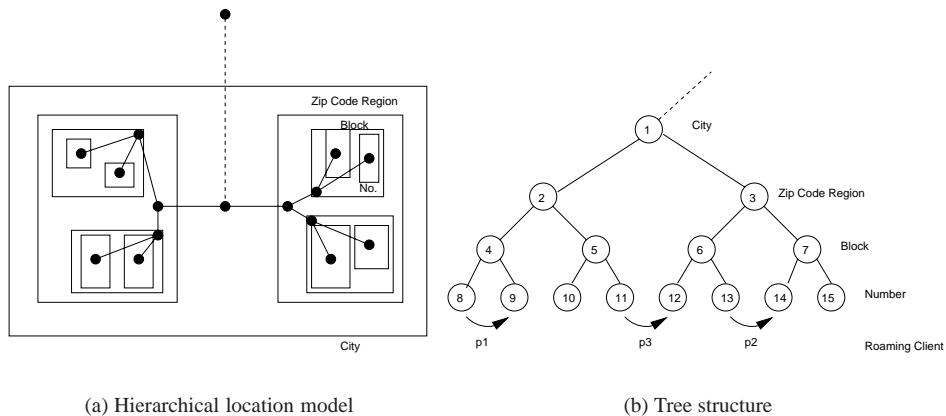 Zip Code Region
Block
No.
City
(a) Hierarchical location model
1
City
2
3
Zip Code Region
4
5
6
7
Block
8
9
10
11
12
13
14
15
Number
p1
p3
p2
Roaming Client
(b) Tree structure